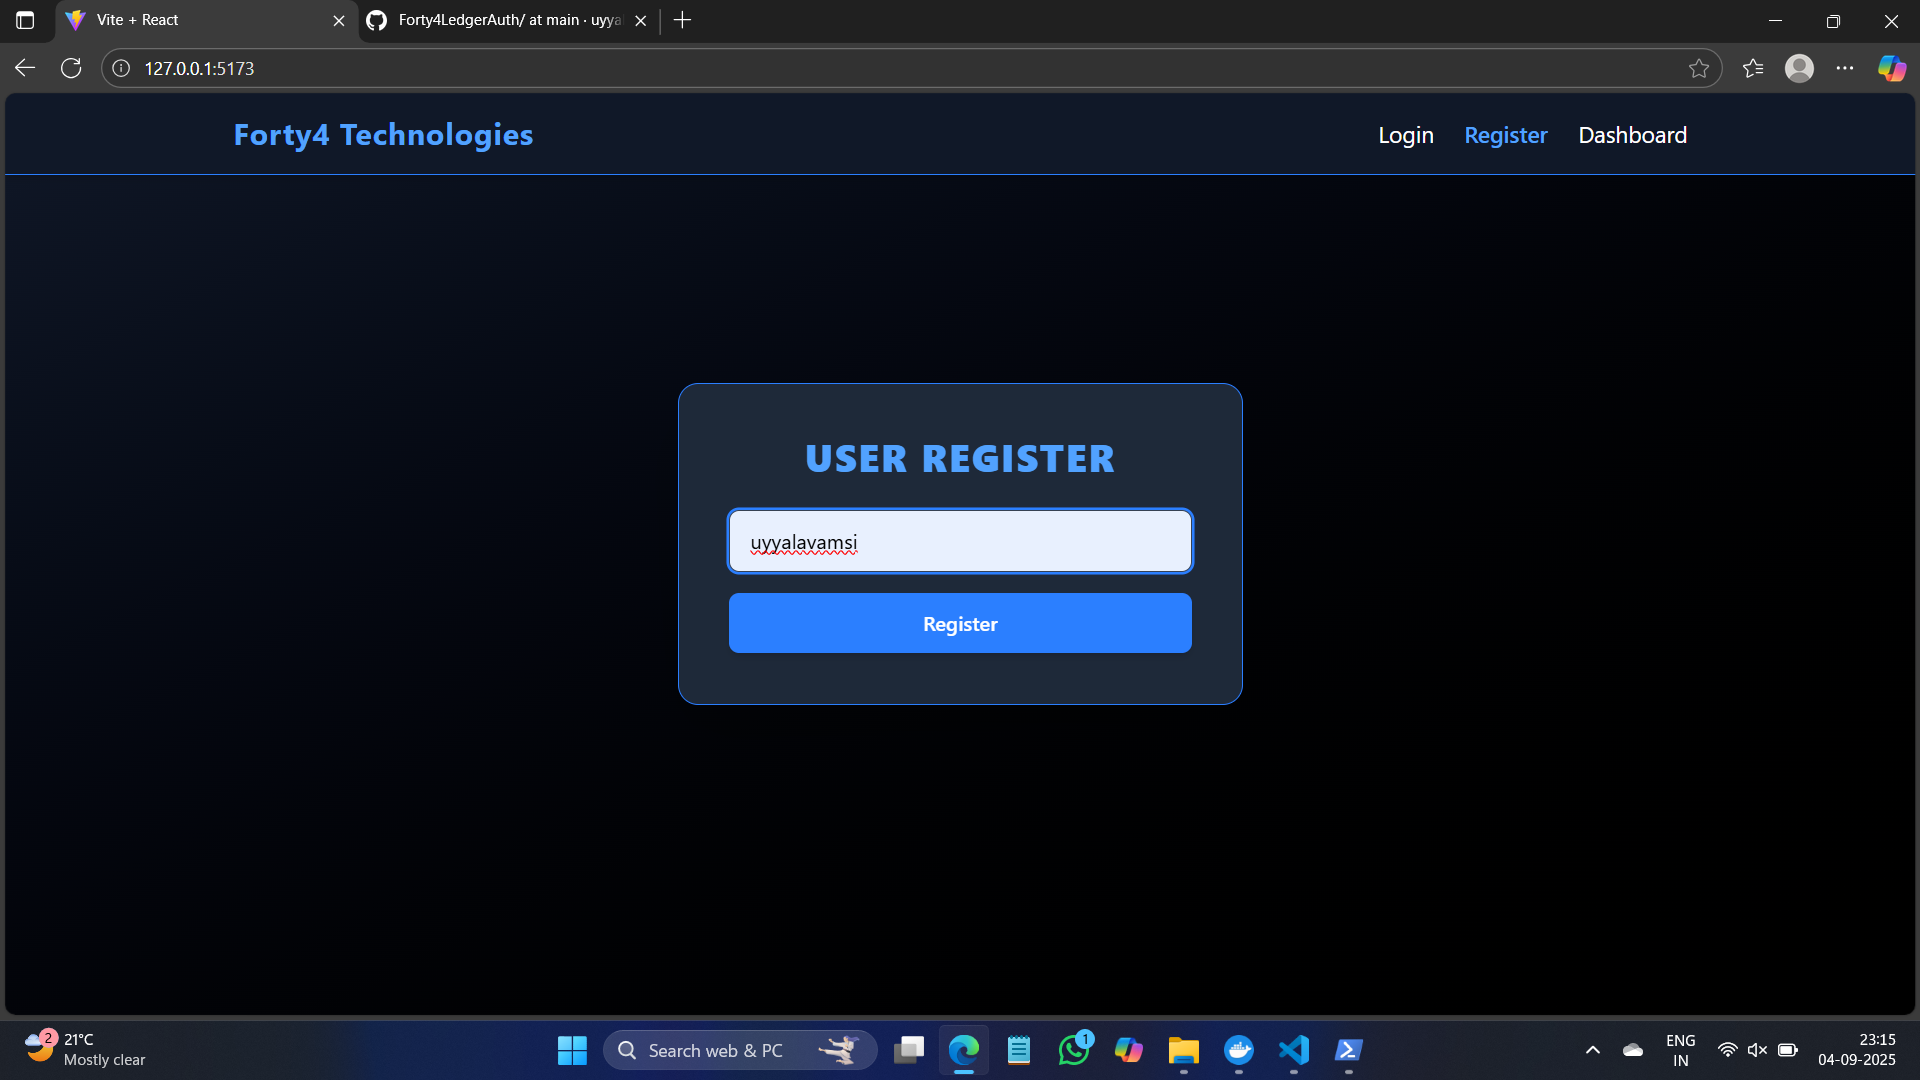 Vite + React
Forty4LedgerAuth/ at main · uyya
127.0.0.1:5173
Forty4 Technologies
Login
Register
Dashboard
USER REGISTER
uyyalavamsi
Register
2
21°C
Mostly clear
Search web & PC
1
ENG
IN
23:15
04-09-2025